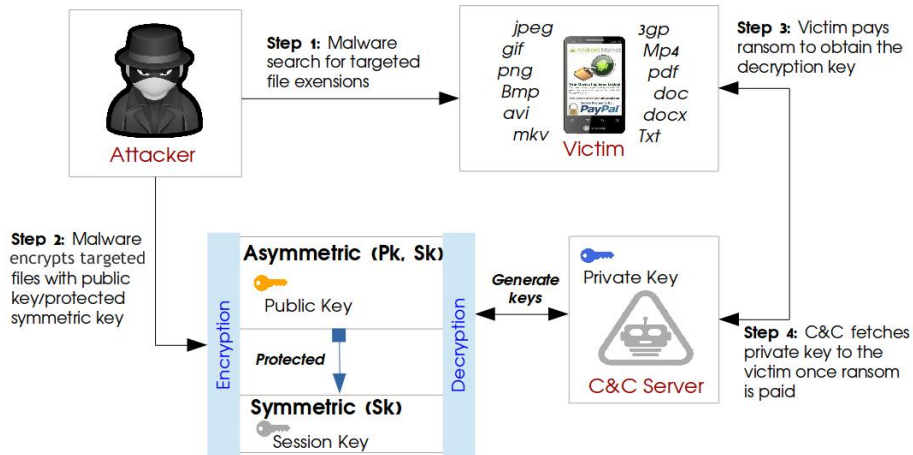 Step 1: Malware
search for targeted
file exensions
Attacker
jpeg
gif
png
Bmp
avi
mkv
3gp
Mp4
pdf
doc
docx
Txt
Android Market
PayPal
Victim
Step 3: Victim pays
ransom to obtain the
decryption key
Step 2: Malware
encrypts targeted
files with public
key/protected
symmetric key
Encryption
Asymmetric (Pk, Sk)
Public Key
Protected
Symmetric (Sk)
Session Key
Decryption
Generate
keys
Private Key
C&C Server
Step 4: C&C fetches
private key to the
victim once ransom
is paid